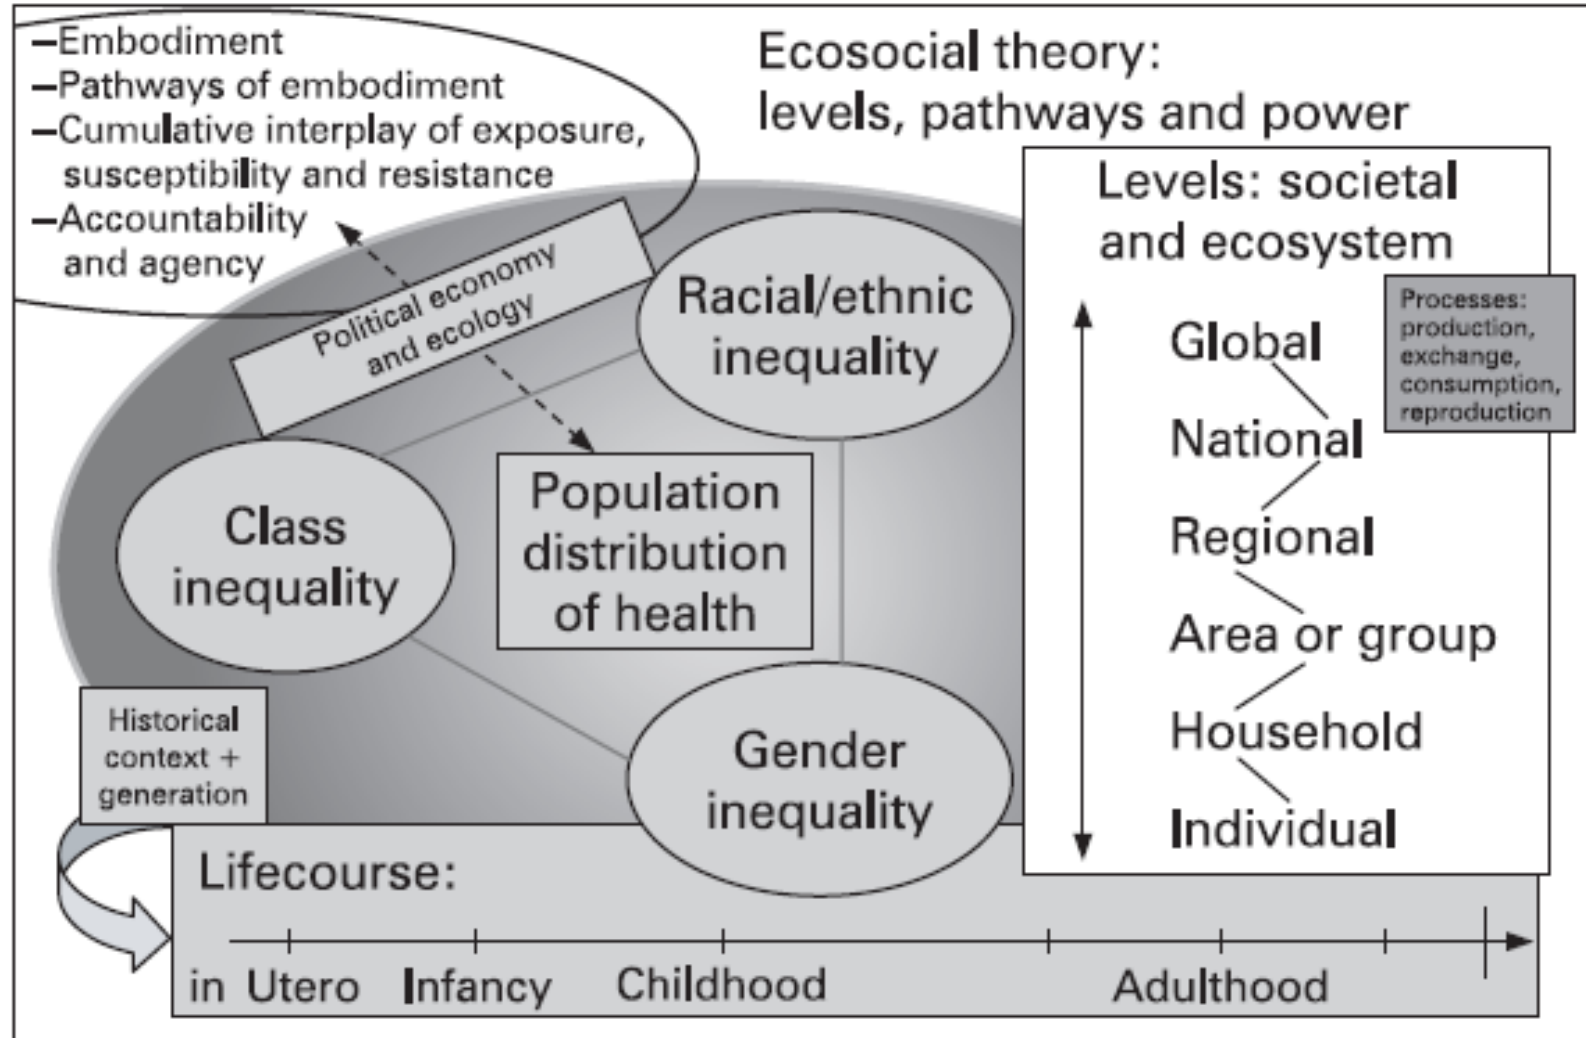 —Embodiment
—Pathways of embodiment
—Cumulative interplay of exposure,
susceptibility and resistance
—Accountability
and agency
Ecosocial theory:
levels, pathways and power
Political economy
and ecology
Racial/ethnic
inequality
Class
inequality
Population
distribution
of health
Gender
inequality
Levels: societal
and ecosystem
Global
National
Regional
Area or group
Household
Individual
Processes:
production,
exchange,
consumption,
reproduction
Historical
context +
generation
Lifecourse:
in Utero Infancy Childhood Adulthood